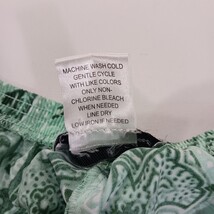 MACHINE WASH COLD
GENTLE CYCLE
WITH LIKE COLORS
ONLY NON-
CHLORINE BLEACH
WHEN NEEDED
LINE DRY
LOW IRON IF NEEDED